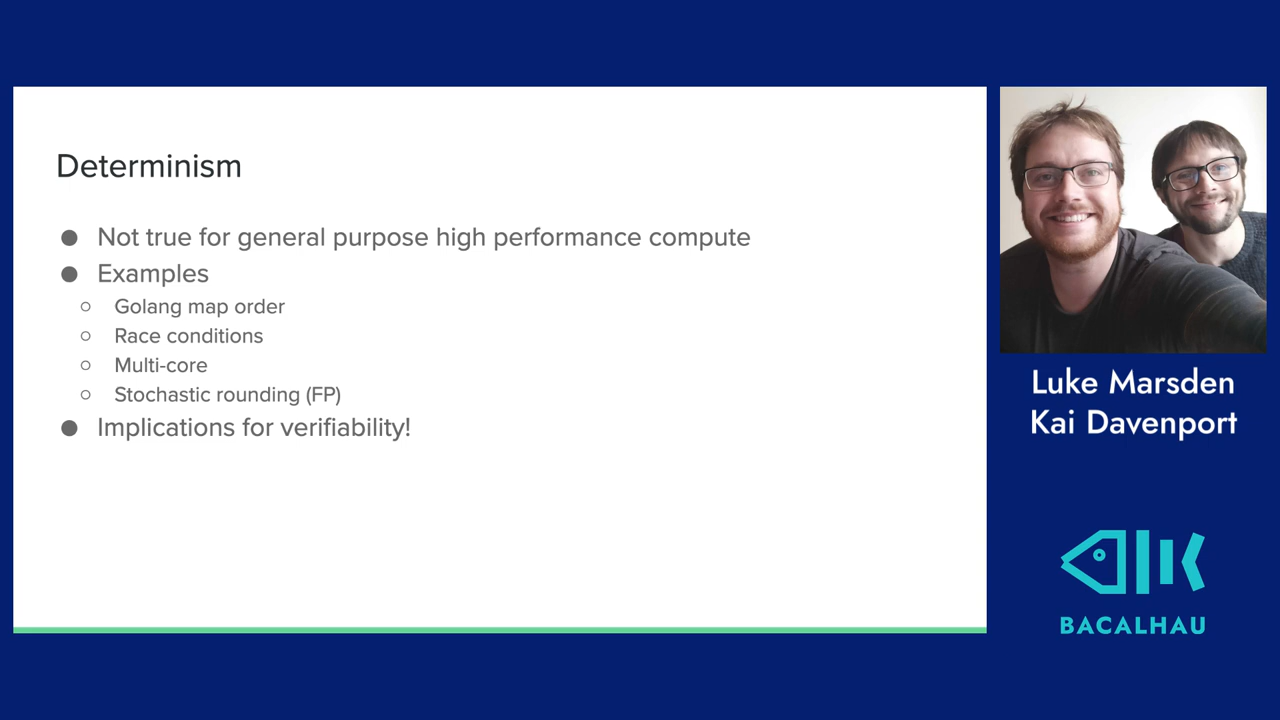 Determinism
● Not true for general purpose high performance compute
● Examples
○ Golang map order
○ Race conditions
○ Multi-core
○ Stochastic rounding (FP)
● Implications for verifiability!
Luke Marsden
Kai Davenport
BACALHAU